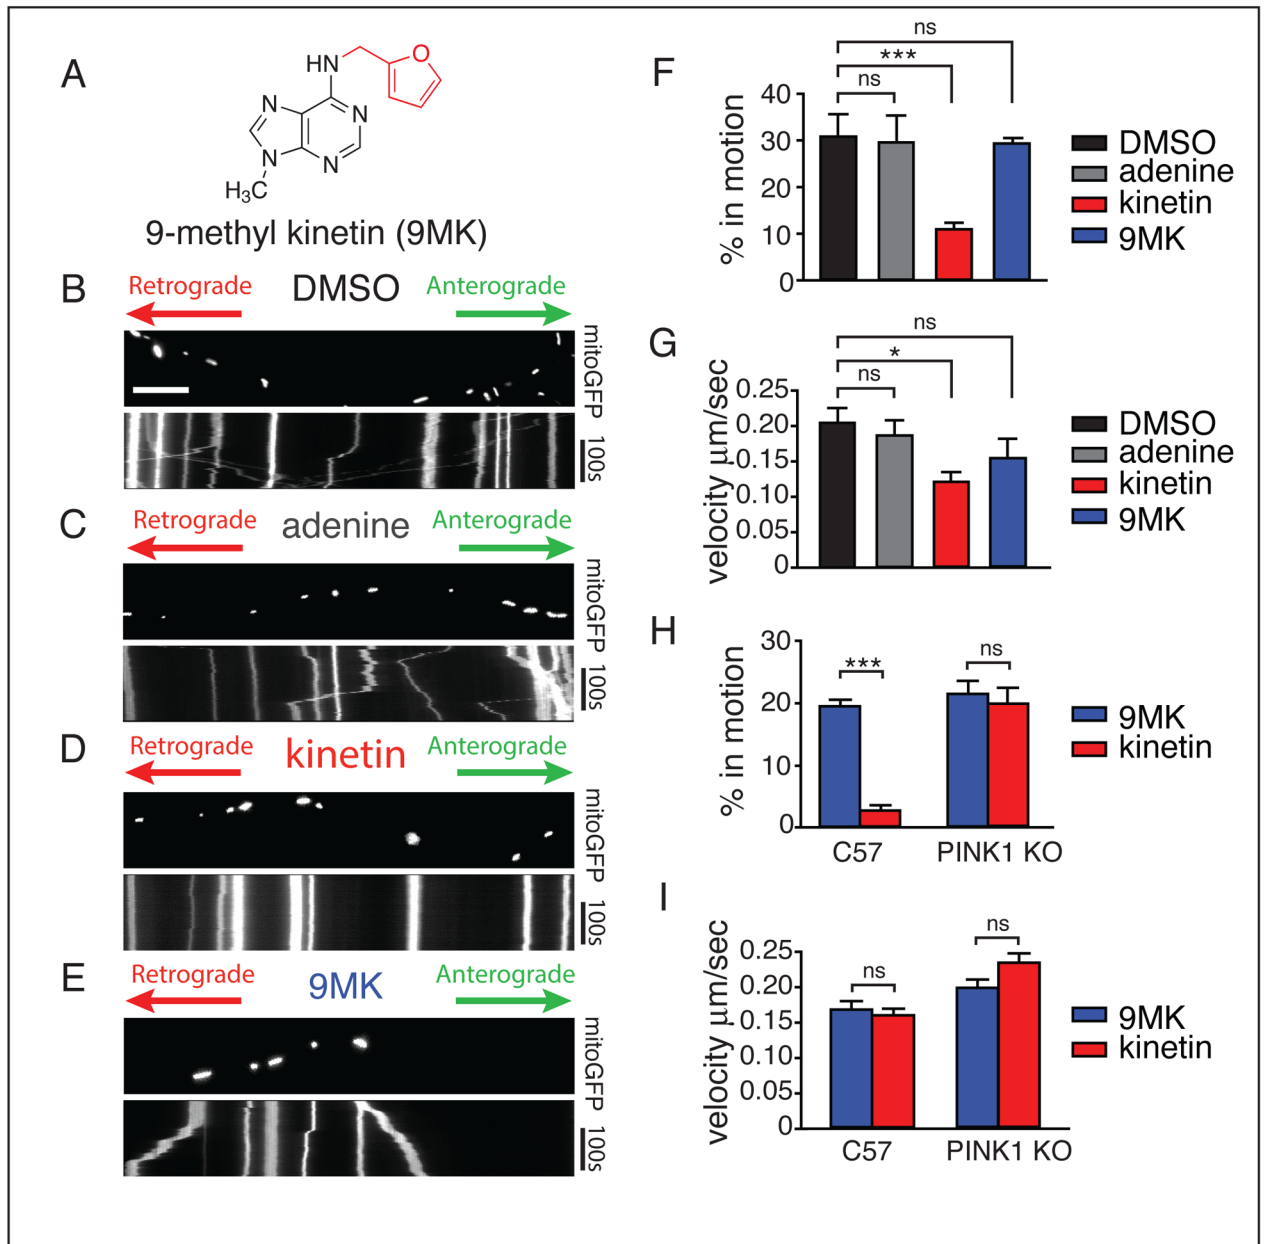 A
HN
O
N
N
N
N
H₃C
9-methyl kinetin (9MK)
B
Retrograde
DMSO
Anterograde
mitoGFP
100s
C
Retrograde
adenine
Anterograde
mitoGFP
100s
D
Retrograde
kinetin
Anterograde
mitoGFP
100s
E
Retrograde
9MK
Anterograde
mitoGFP
100s
F
ns
***
ns
% in motion
40
30
20
10
0
DMSO
adenine
kinetin
9MK
G
ns
*
ns
velocity µm/sec
0.25
0.20
0.15
0.10
0.05
0
DMSO
adenine
kinetin
9MK
H
% in motion
30
20
10
0
***
ns
9MK
kinetin
C57
PINK1 KO
I
velocity µm/sec
0.25
0.20
0.15
0.10
0.05
0
ns
ns
9MK
kinetin
C57
PINK1 KO